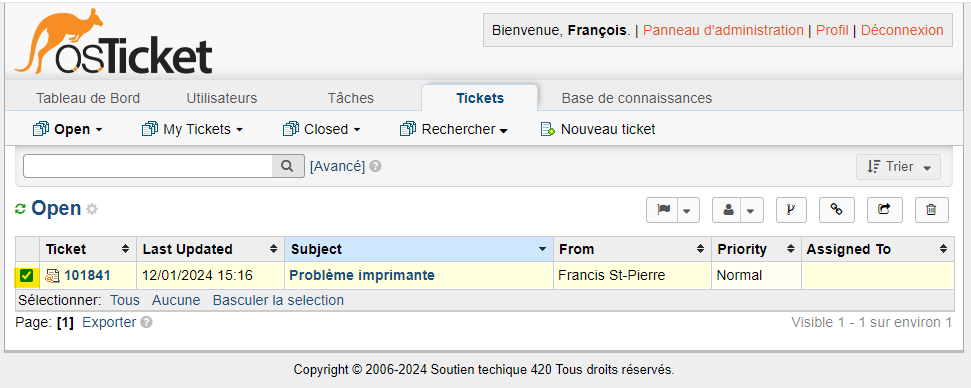 osTicket
Bienvenue, François. | Panneau d'administration | Profil | Déconnexion
Tableau de Bord Utilisateurs Tâches Tickets Base de connaissances
Open My Tickets Closed Rechercher Nouveau ticket
[Avancé] Trier
Open
Ticket Last Updated Subject From Priority Assigned To
101841 12/01/2024 15:16 Problème imprimante Francis St-Pierre Normal
Sélectionner: Tous Aucune Basculer la selection
Page: [1] Exporter Visible 1 - 1 sur environ 1
Copyright © 2006-2024 Soutien techique 420 Tous droits réservés.